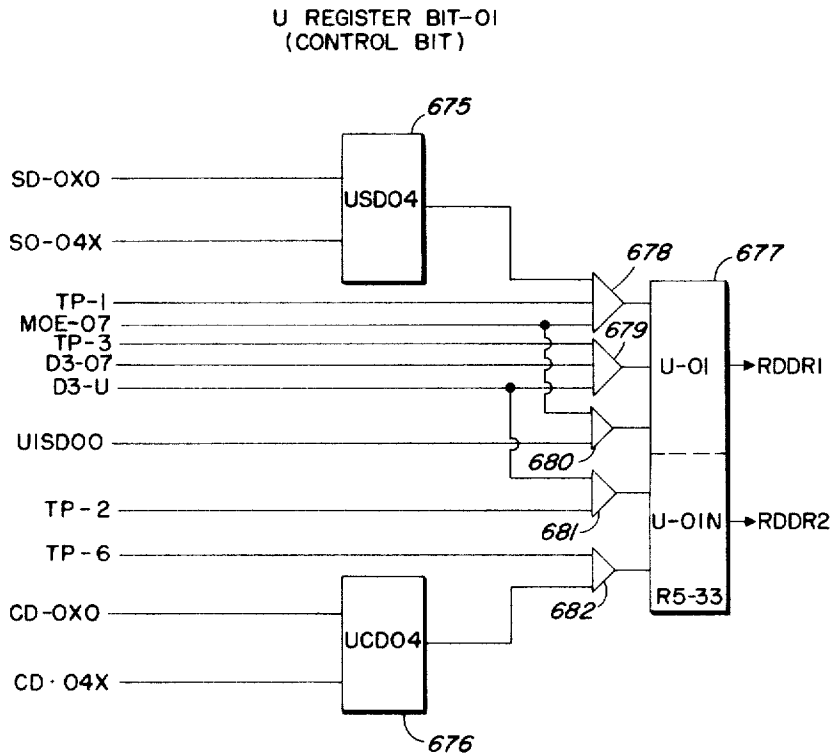 U REGISTER BIT-01
(CONTROL BIT)
675
SD-0X0
USD04
SO-04X
678
677
TP-1
MOE-07
679
TP-3
D3-07
U-01
RDDR1
D3-U
UISD00
680
TP-2
681
U-01N
RDDR2
TP-6
682
R5-33
CD-0X0
UCD04
CD·04X
676